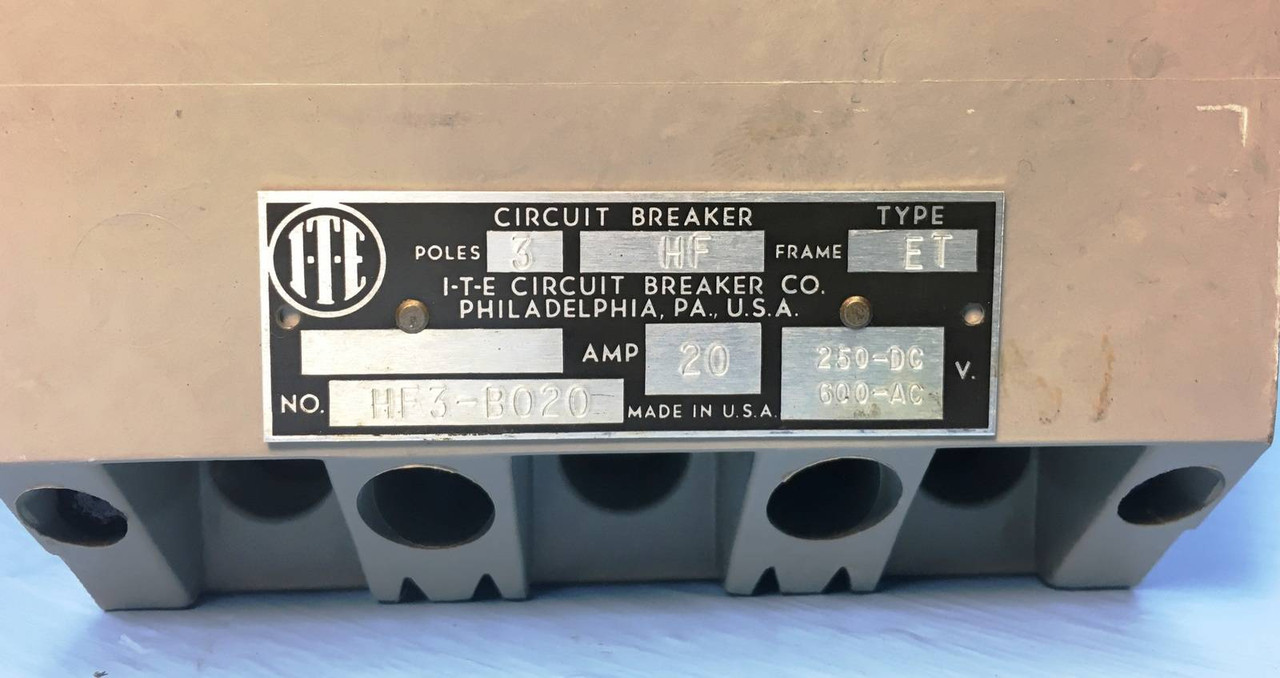 I-T-E
CIRCUIT BREAKER TYPE
POLES 3 HF FRAME ET
I-T-E CIRCUIT BREAKER CO.
PHILADELPHIA, PA., U.S.A.
AMP 20 250-DC V.
600-AC
NO. HF3-B020 MADE IN U.S.A.